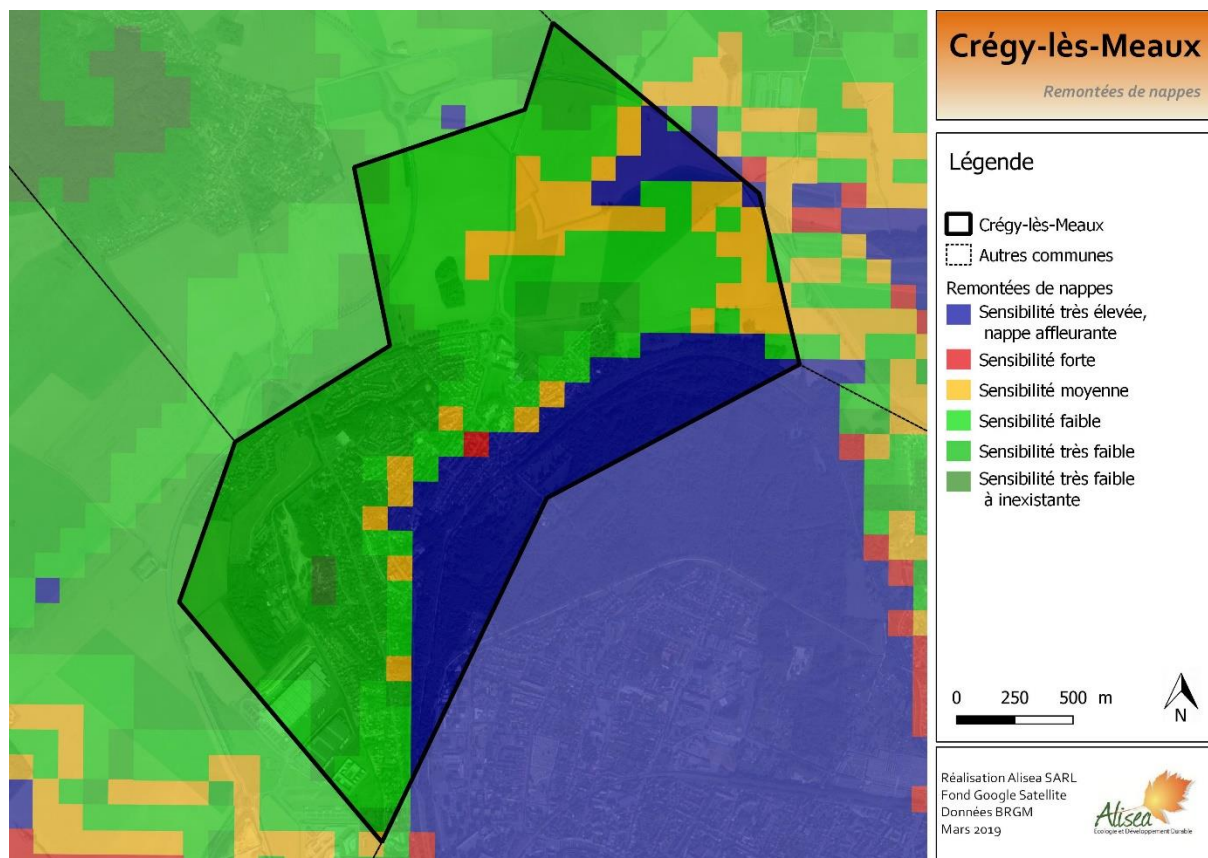 Crégy-lès-Meaux
Remontées de nappes
Légende
Crégy-lès-Meaux
Autres communes
Remontées de nappes
Sensibilité très élevée,
nappe affleurante
Sensibilité forte
Sensibilité moyenne
Sensibilité faible
Sensibilité très faible
Sensibilité très faible
à inexistante
0 250 500 m
N
Réalisation Alisea SARL
Fond Google Satellite
Données BRGM
Mars 2019
Alisea
Ecologie et Développement Durable